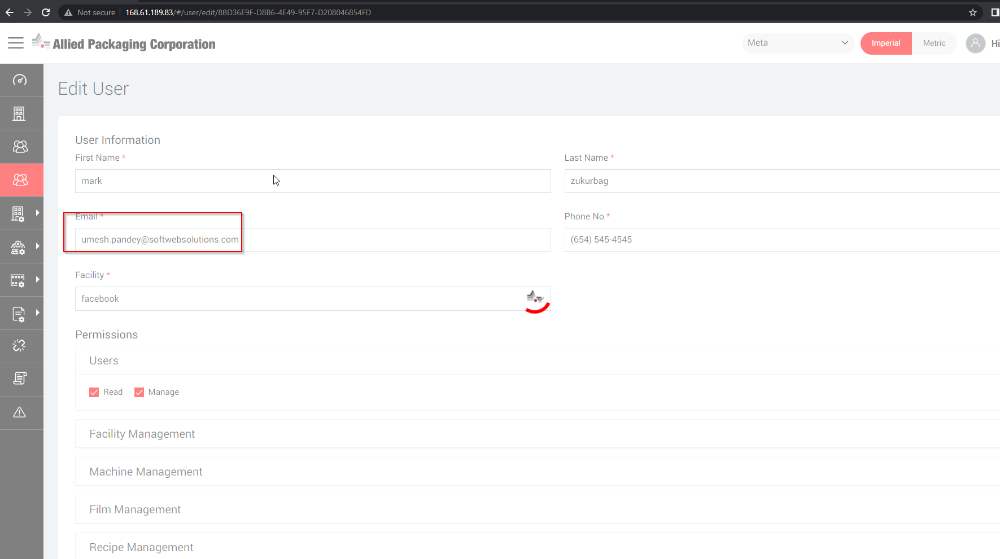 Not secure 168.61.189.83/#/user/edit/8BD36E9F-D8B6-4E49-95F7-D208046854FD
Allied Packaging Corporation
Meta
Imperial
Metric
Hi
Edit User
User Information
First Name *
Last Name *
mark
zukurbag
Email *
Phone No *
umesh.pandey@softwebsolutions.com
(654) 545-4545
Facility *
facebook
Permissions
Users
Read
Manage
Facility Management
Machine Management
Film Management
Recipe Management